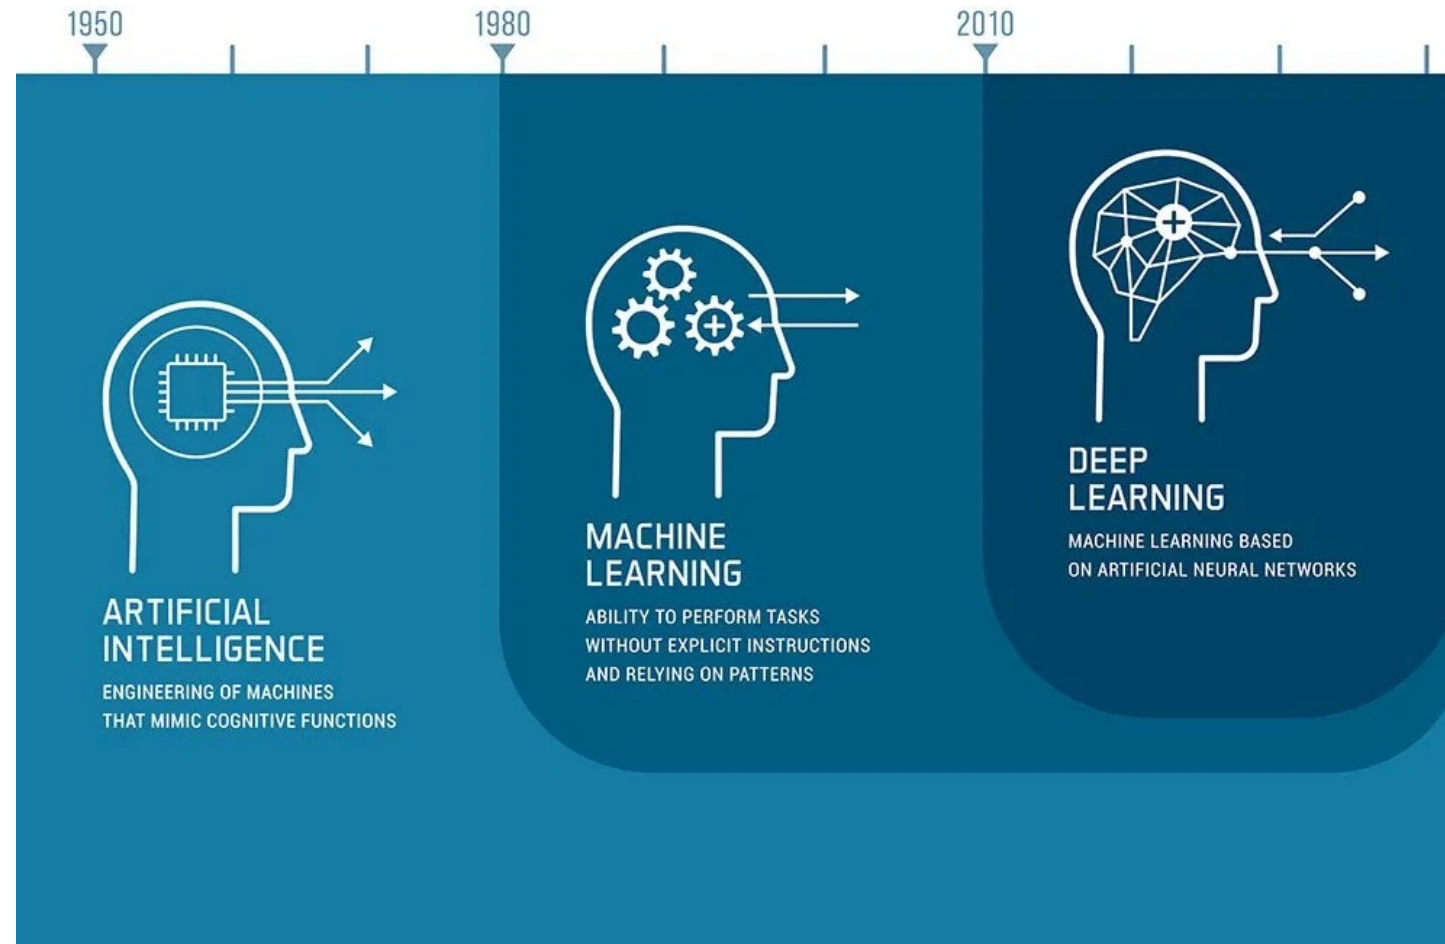 1950
1980
2010
ARTIFICIAL
INTELLIGENCE
ENGINEERING OF MACHINES
THAT MIMIC COGNITIVE FUNCTIONS
MACHINE
LEARNING
ABILITY TO PERFORM TASKS
WITHOUT EXPLICIT INSTRUCTIONS
AND RELYING ON PATTERNS
DEEP
LEARNING
MACHINE LEARNING BASED
ON ARTIFICIAL NEURAL NETWORKS